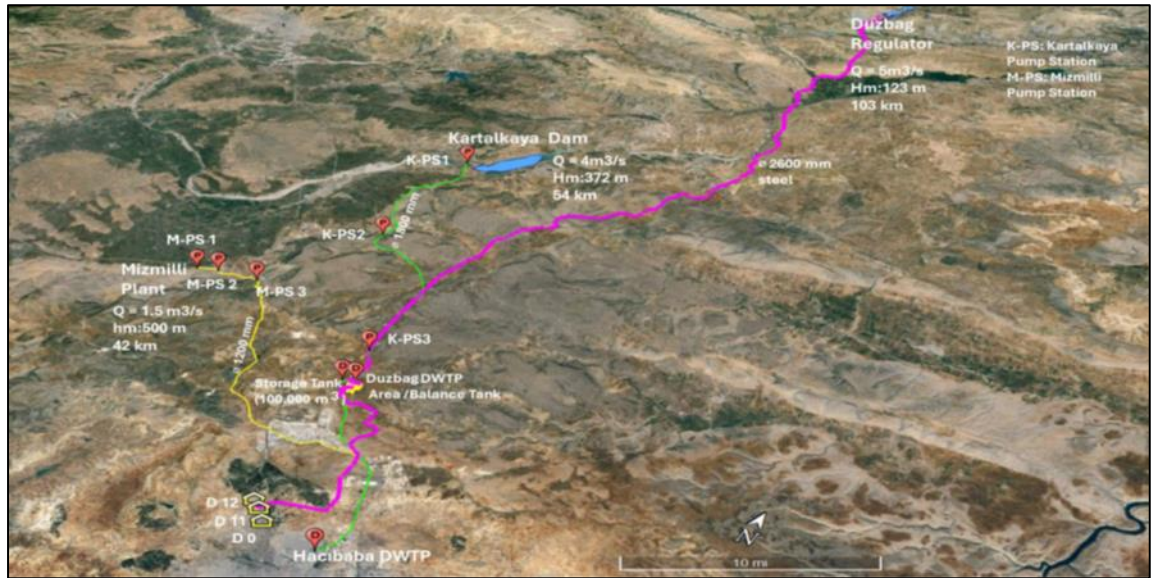 Duzbag
Regulator
Q = 5m3/s
Hm:123 m
103 km
K-PS: Kartalkaya
Pump Station
M-PS: Mizmilli
Pump Station
Kartalkaya Dam
K-PS1
Q = 4m3/s
Hm:372 m
54 km
ø 2600 mm
steel
K-PS2
ø 1800 mm
M-PS 1
M-PS 2
M-PS 3
Mizmilli
Plant
Q = 1.5 m3/s
hm:500 m
42 km
ø 1200 mm
K-PS3
Storage Tank
(100,000 m3)
Duzbag DWTP
Area /Balance Tank
D 12
D 11
D 0
Hacibaba DWTP
N
10 mi